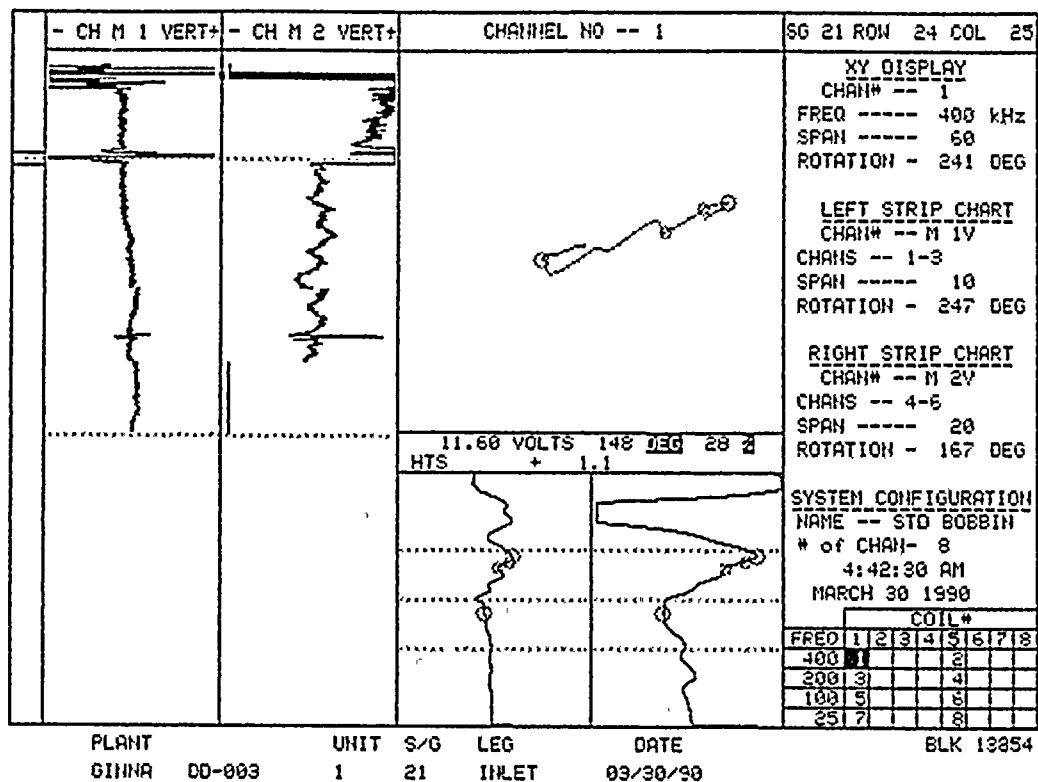 - CH M 1 VERT+ - CH M 2 VERT+ CHANNEL NO -- 1 SG 21 ROW 24 COL 25
XY DISPLAY
CHAN# -- 1
FREQ ----- 400 kHz
SPAN ----- 60
ROTATION - 241 DEG
LEFT STRIP CHART
CHAN# -- M 1V
CHANS -- 1-3
SPAN ----- 10
ROTATION - 247 DEG
RIGHT STRIP CHART
CHAN# -- M 2V
CHANS -- 4-6
SPAN ----- 20
ROTATION - 167 DEG
11.60 VOLTS 148 DEG 28 %
HTS + 1.1
SYSTEM CONFIGURATION
NAME -- STD BOBBIN
# of CHAN- 8
4:42:30 AM
MARCH 30 1990
COIL#
FREQ 1 2 3 4 5 6 7 8
400 1 2
200 3 4
100 5 6
25 7 8
PLANT UNIT S/G LEG DATE BLK 13854
GINNA DD-003 1 21 INLET 03/30/90